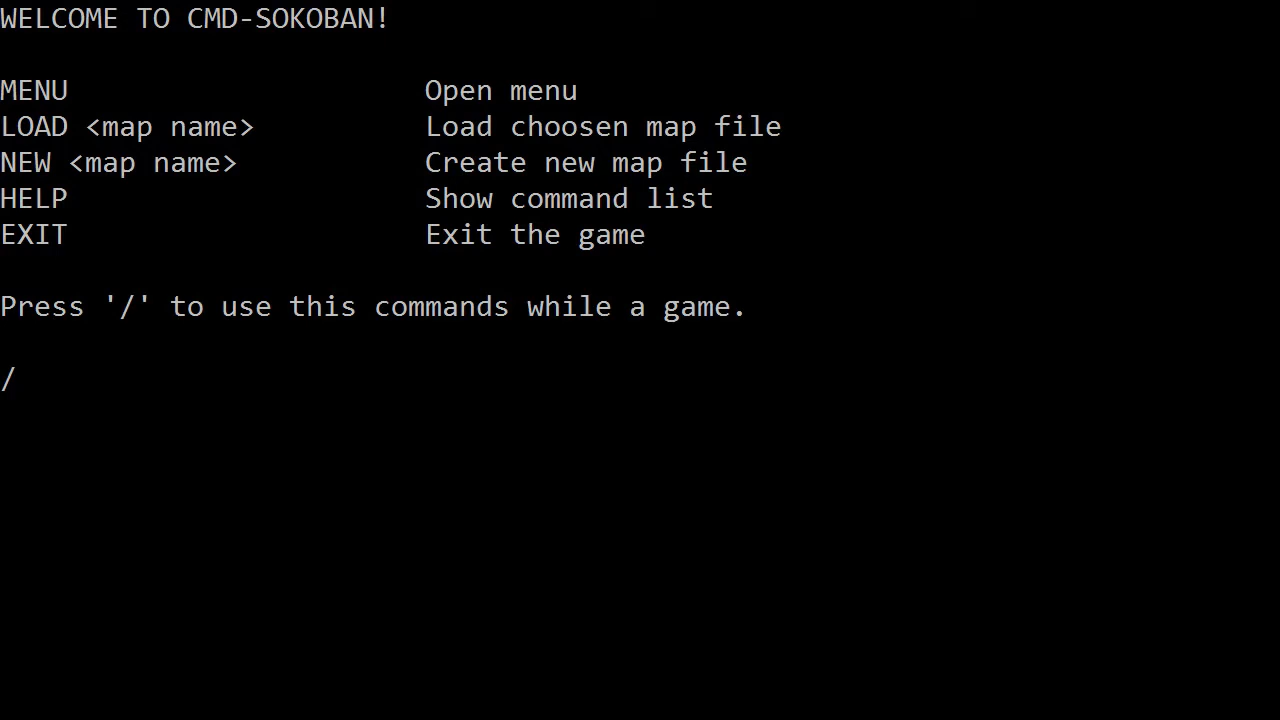 WELCOME TO CMD-SOKOBAN!
MENU Open menu
LOAD <map name> Load choosen map file
NEW <map name> Create new map file
HELP Show command list
EXIT Exit the game
Press '/' to use this commands while a game.
/